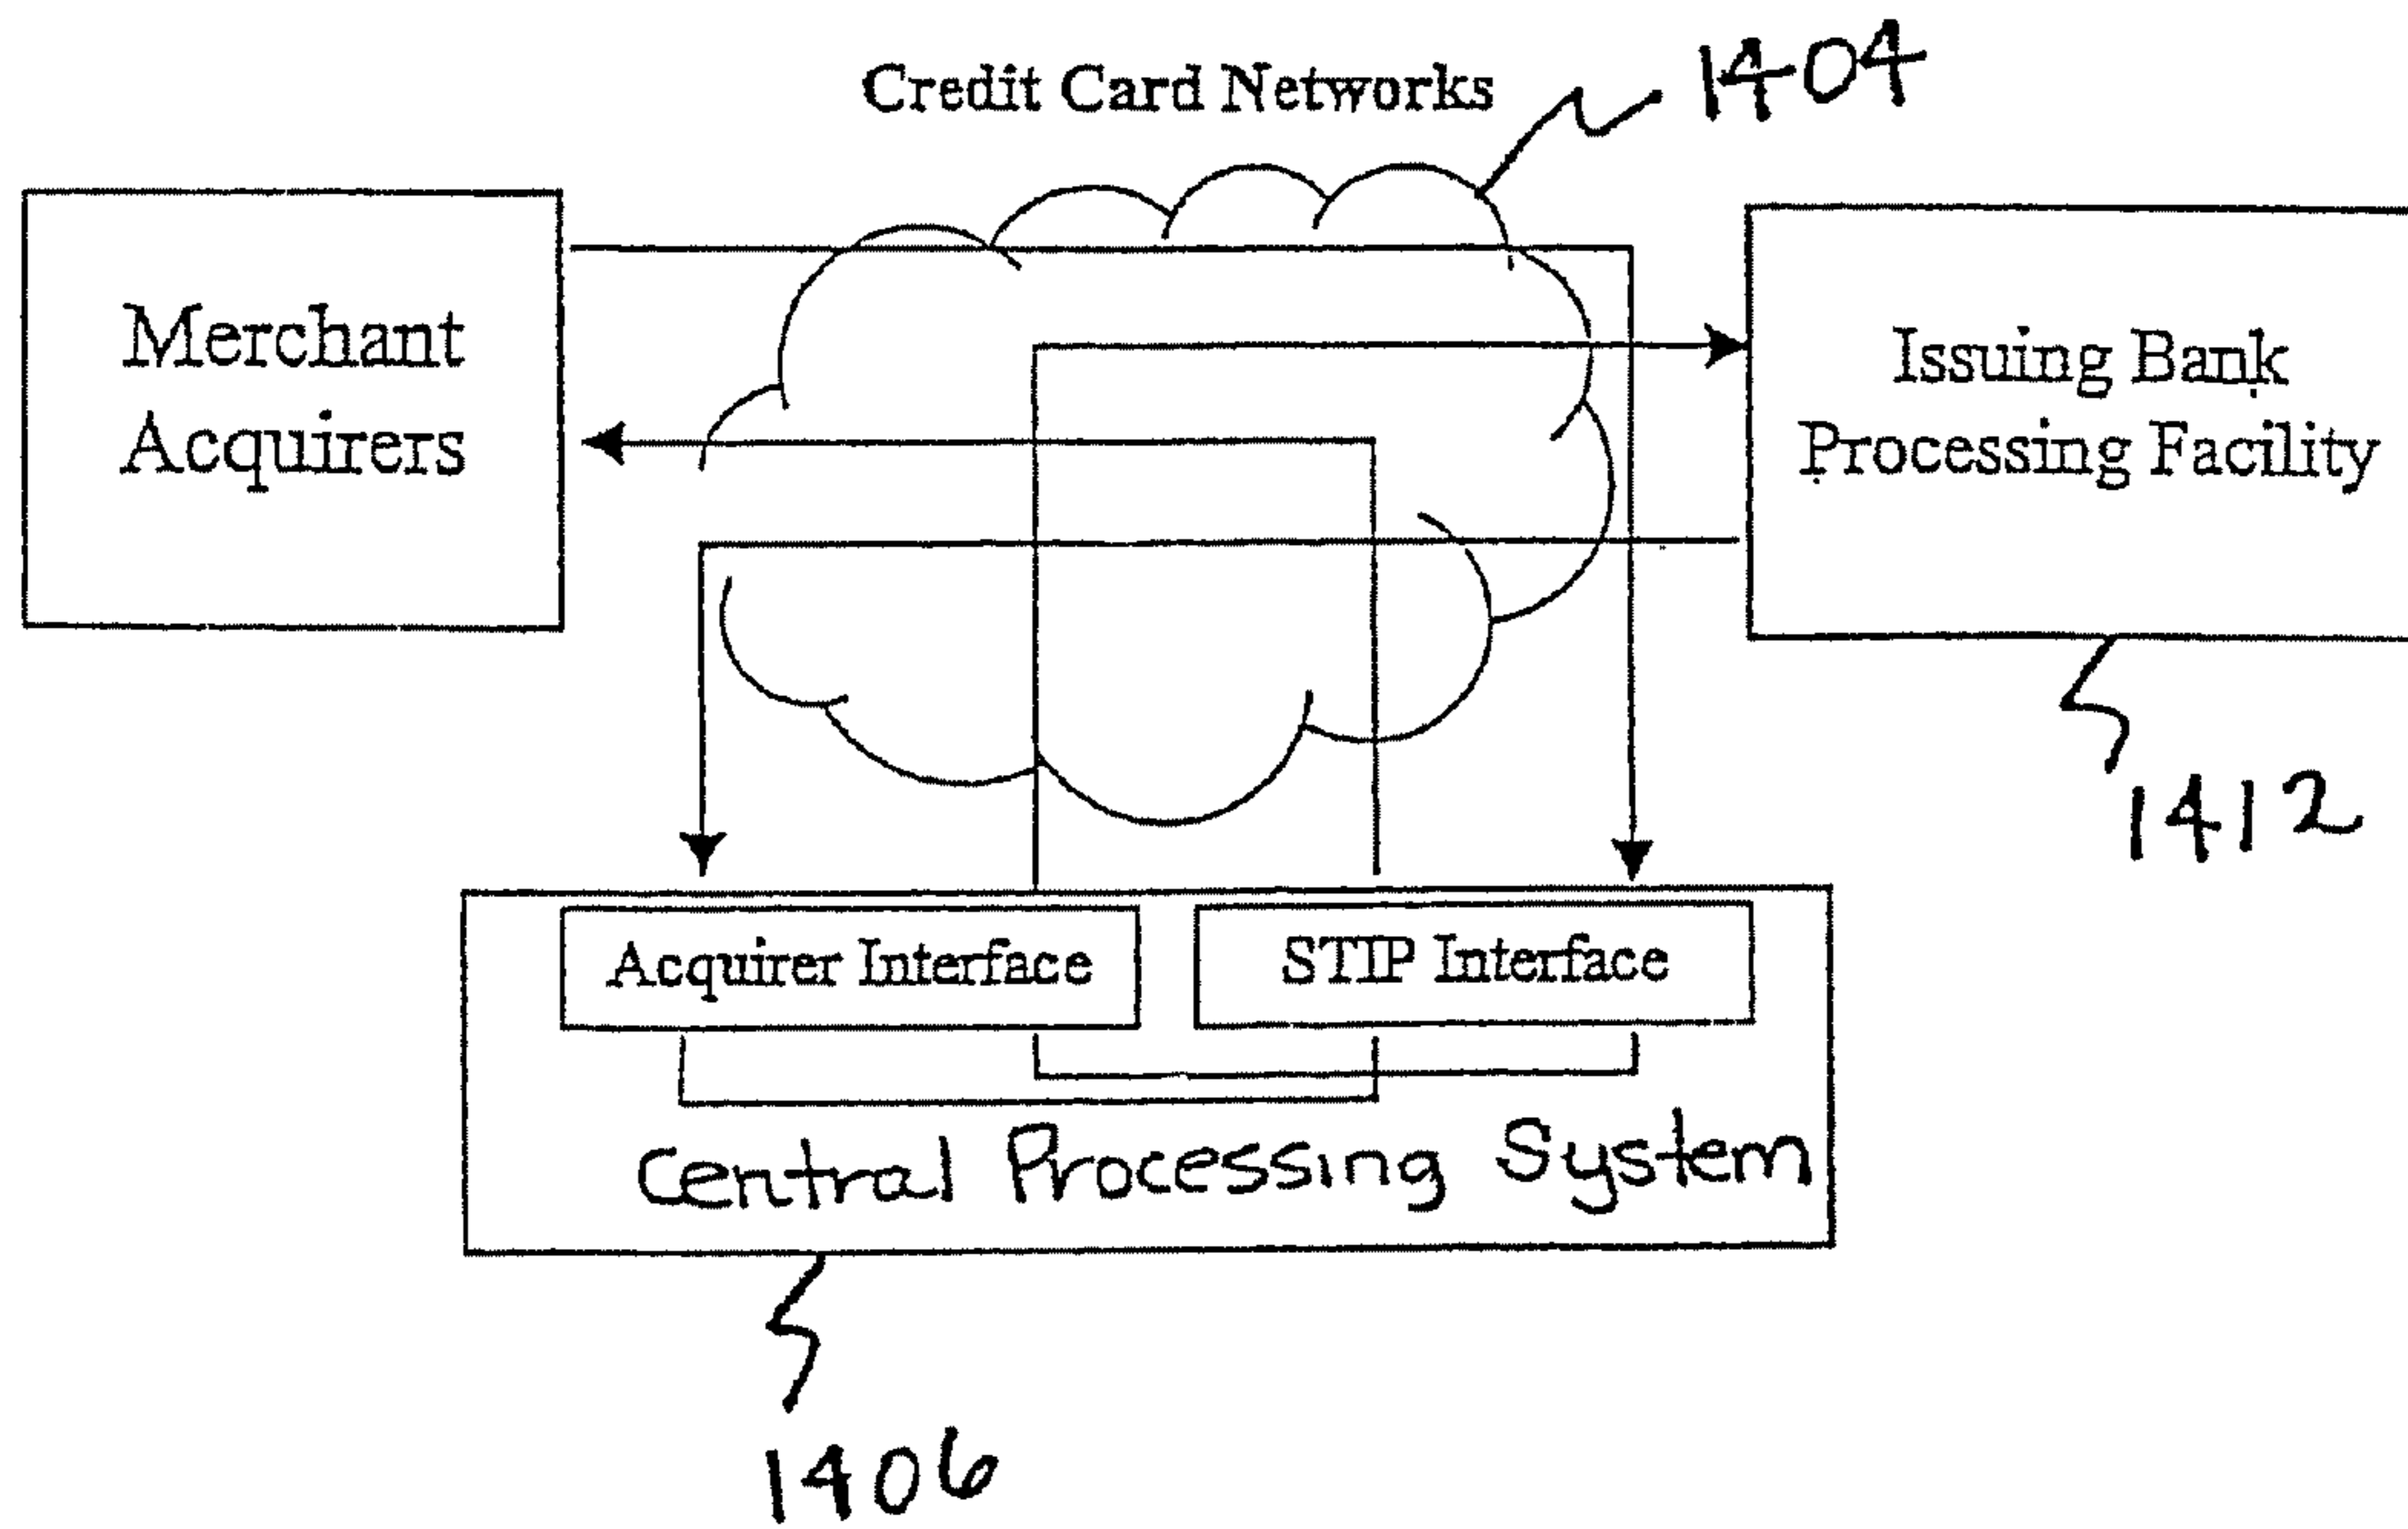 Credit Card Networks
1404
Merchant
Acquirers
Issuing Bank
Processing Facility
1412
Acquirer Interface
STIP Interface
Central Processing System
1406